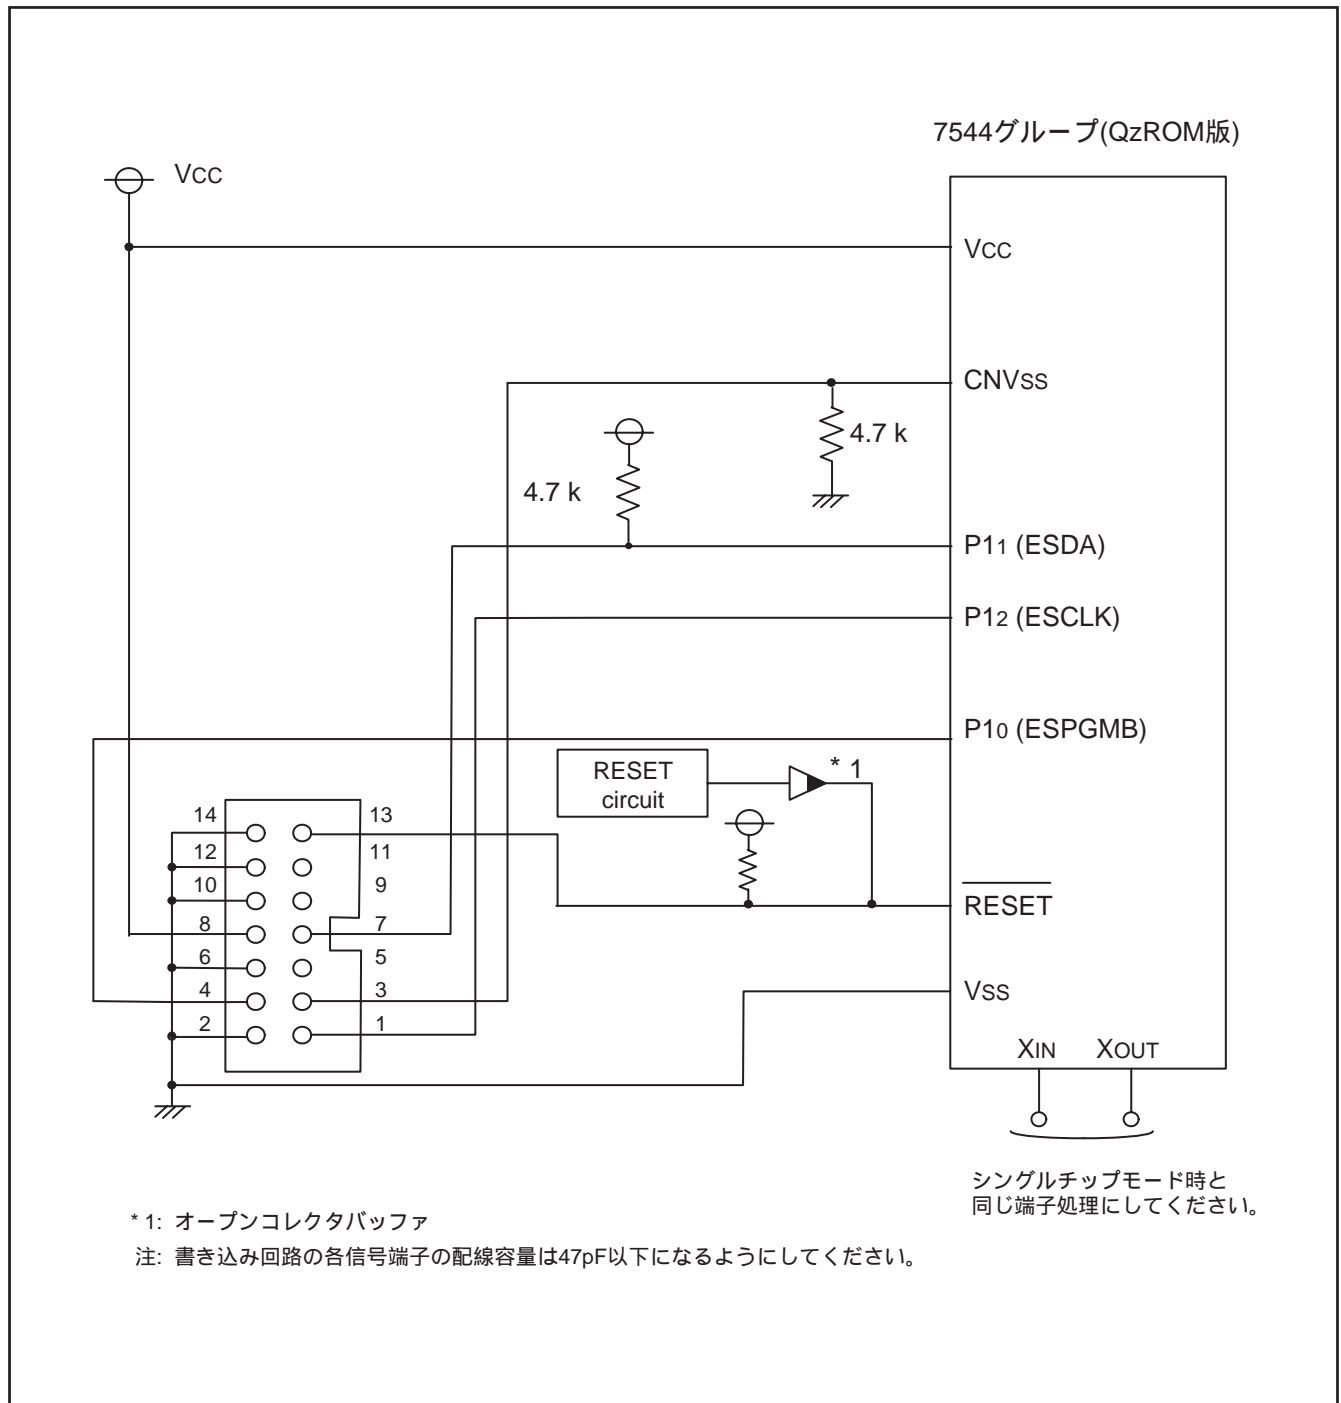 7544グループ(QzROM版)
Vcc
Vcc
CNVss
4.7 k
4.7 k
P11 (ESDA)
P12 (ESCLK)
P10 (ESPGMB)
RESET
circuit
* 1
14
13
12
11
10
9
8
7
6
5
4
3
2
1
RESET
Vss
XIN XOUT
シングルチップモード時と
同じ端子処理にしてください。
* 1: オープンコレクタバッファ
注: 書き込み回路の各信号端子の配線容量は47pF以下になるようにしてください。